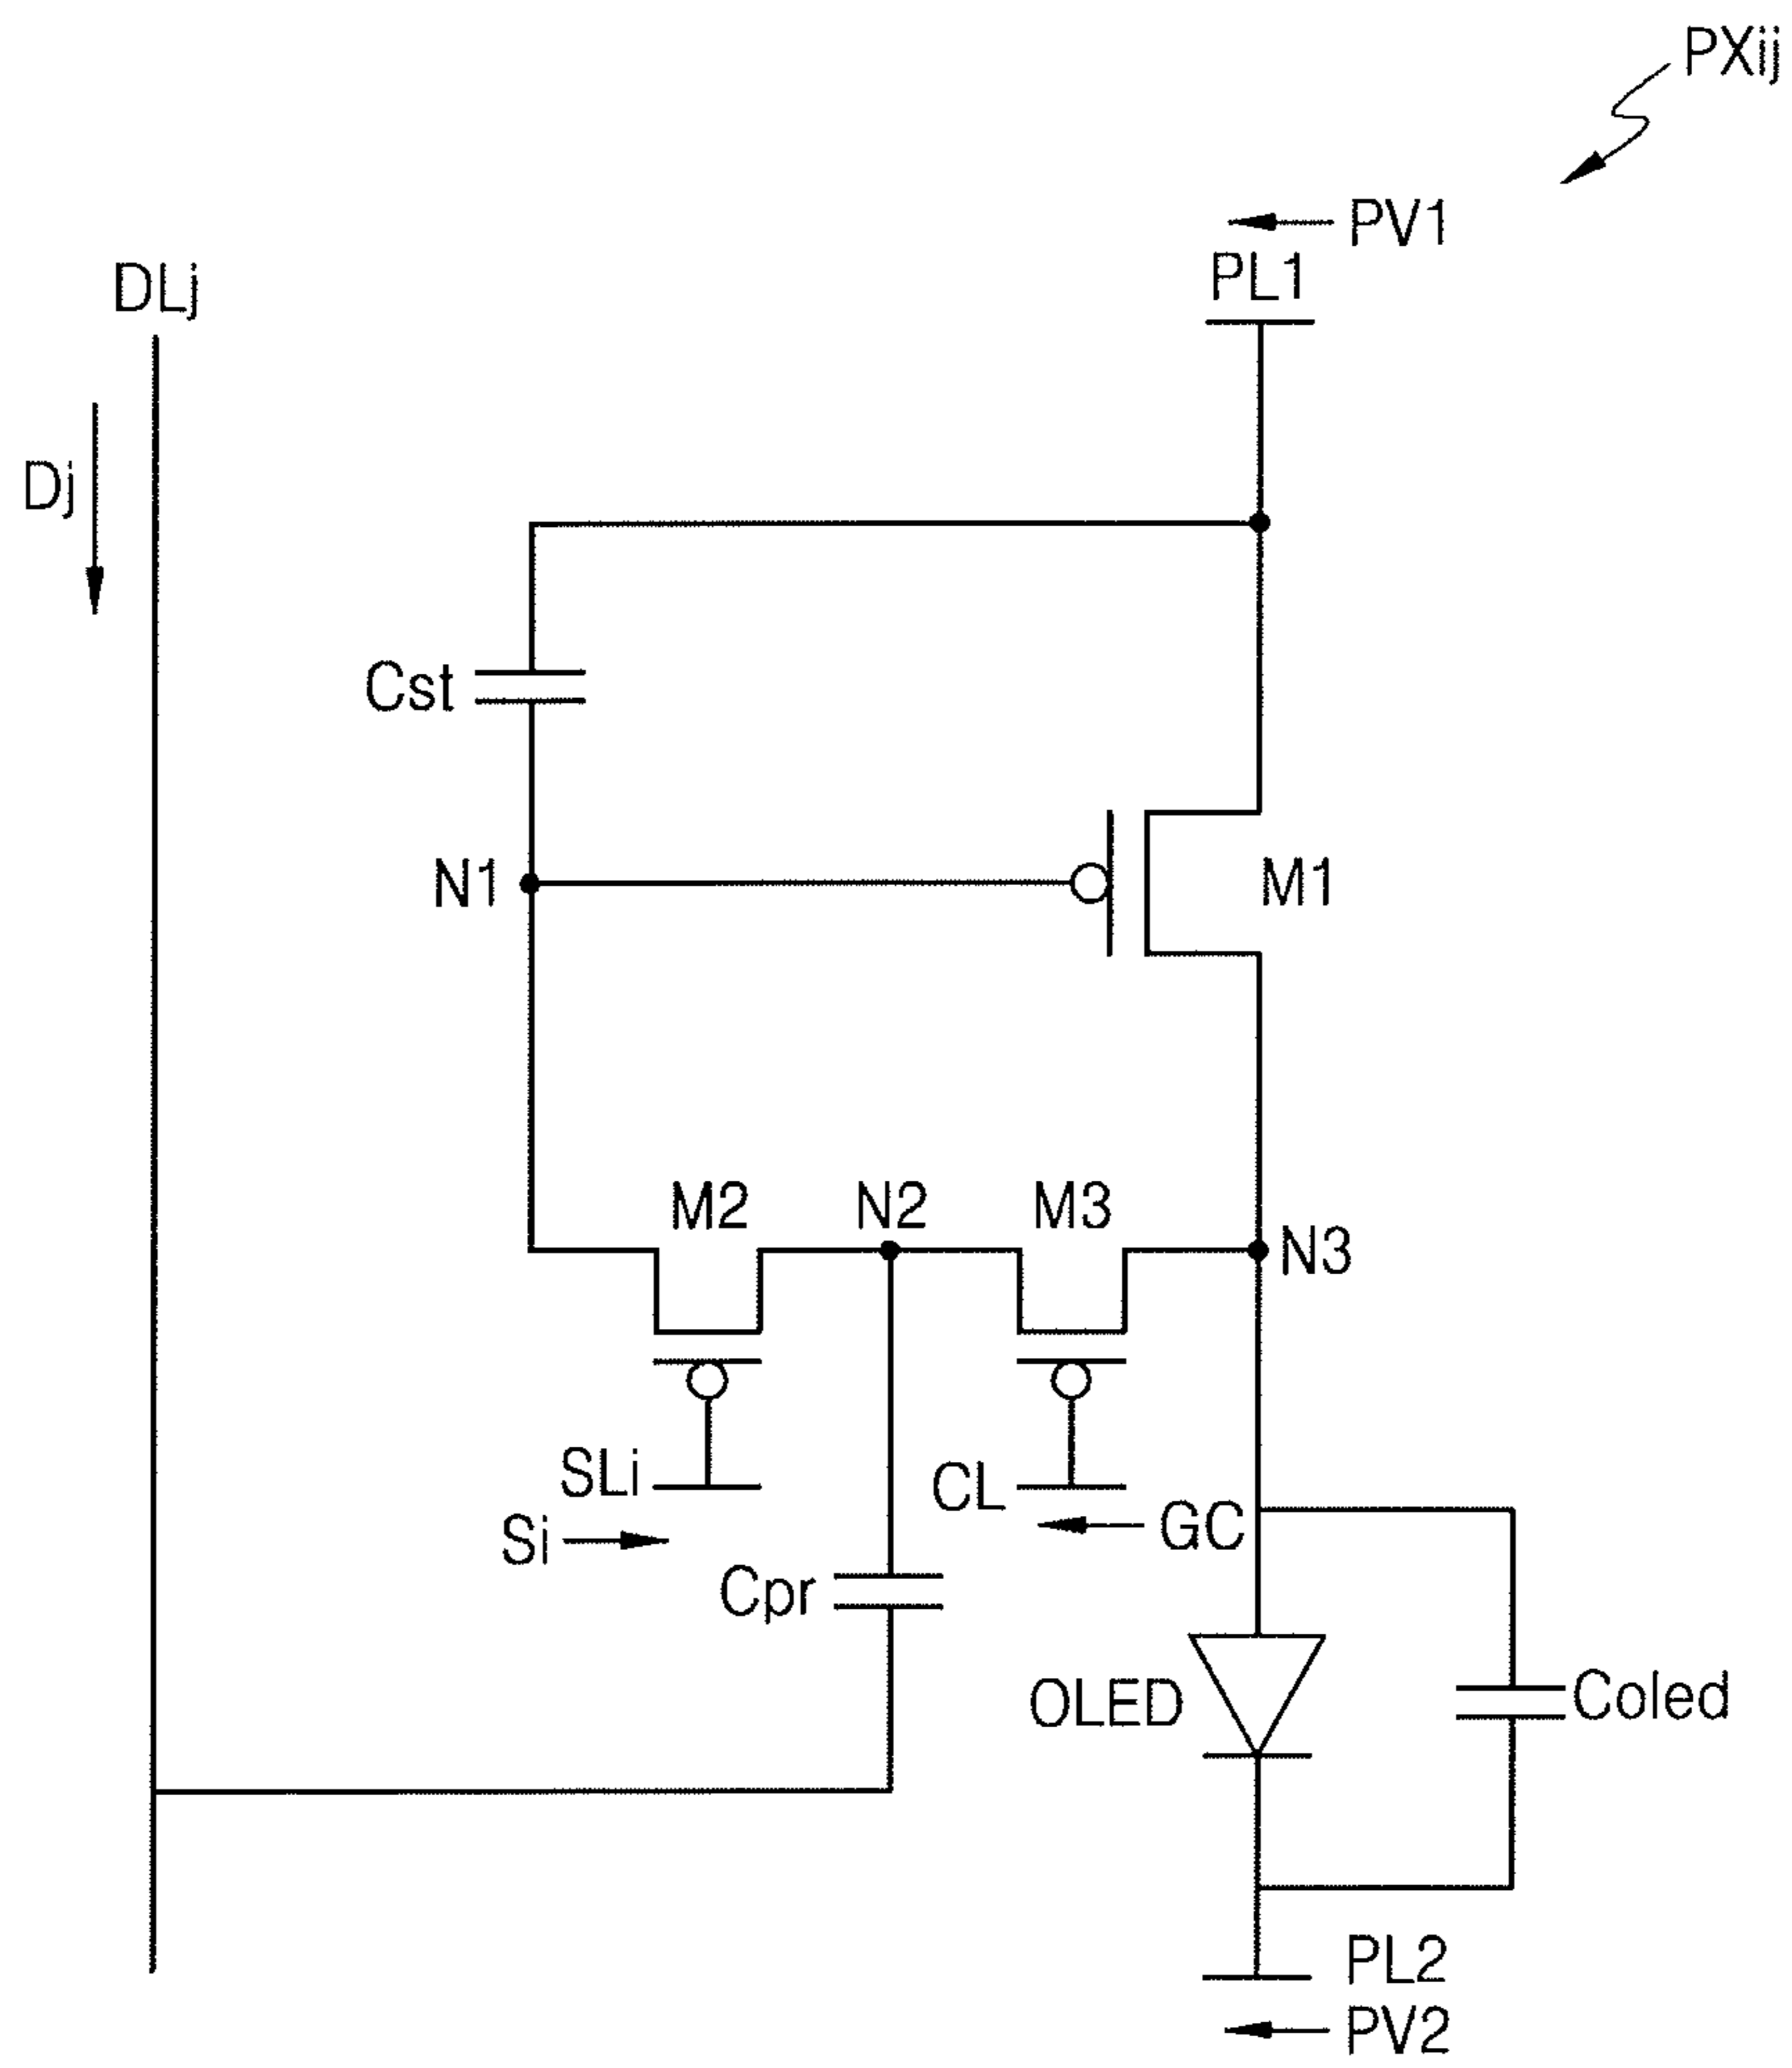 PXij
PV1
PL1
DLj
Dj
Cst
N1
M1
M2
N2
M3
N3
SLi
CL
Si
GC
Cpr
OLED
Coled
PL2
PV2